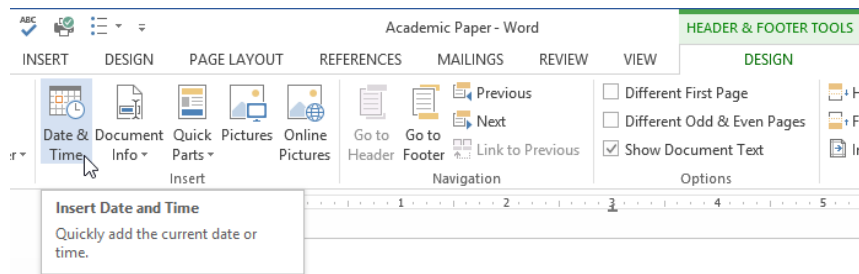 ABC
Academic Paper - Word
HEADER & FOOTER TOOLS
INSERT DESIGN PAGE LAYOUT REFERENCES MAILINGS REVIEW VIEW DESIGN
Date & Time
Document Info
Quick Parts
Pictures
Online Pictures
Insert
Go to Header
Go to Footer
Previous
Next
Link to Previous
Navigation
Different First Page
Different Odd & Even Pages
Show Document Text
Options
1 2 3 4 5
Insert Date and Time
Quickly add the current date or
time.